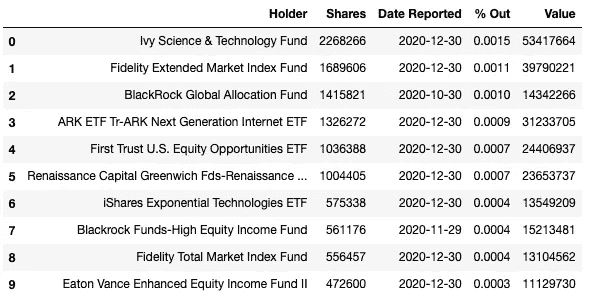 Holder Shares Date Reported % Out Value
0 Ivy Science & Technology Fund 2268266 2020-12-30 0.0015 53417664
1 Fidelity Extended Market Index Fund 1689606 2020-12-30 0.0011 39790221
2 BlackRock Global Allocation Fund 1415821 2020-10-30 0.0010 14342266
3 ARK ETF Tr-ARK Next Generation Internet ETF 1326272 2020-12-30 0.0009 31233705
4 First Trust U.S. Equity Opportunities ETF 1036388 2020-12-30 0.0007 24406937
5 Renaissance Capital Greenwich Fds-Renaissance ... 1004405 2020-12-30 0.0007 23653737
6 iShares Exponential Technologies ETF 575338 2020-12-30 0.0004 13549209
7 Blackrock Funds-High Equity Income Fund 561176 2020-11-29 0.0004 15213481
8 Fidelity Total Market Index Fund 556457 2020-12-30 0.0004 13104562
9 Eaton Vance Enhanced Equity Income Fund II 472600 2020-12-30 0.0003 11129730